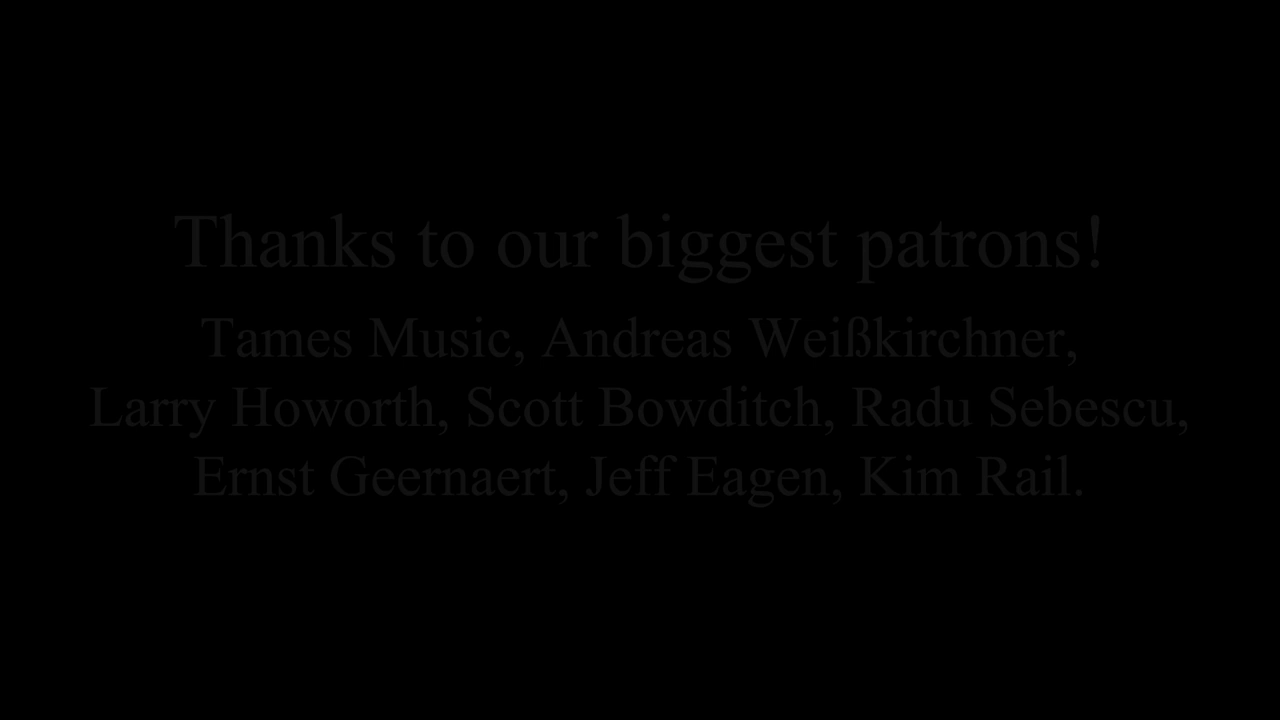 Thanks to our biggest patrons!
Tames Music, Andreas Weißkirchner,
Larry Howorth, Scott Bowditch, Radu Sebescu,
Ernst Geernaert, Jeff Eagen, Kim Rail.